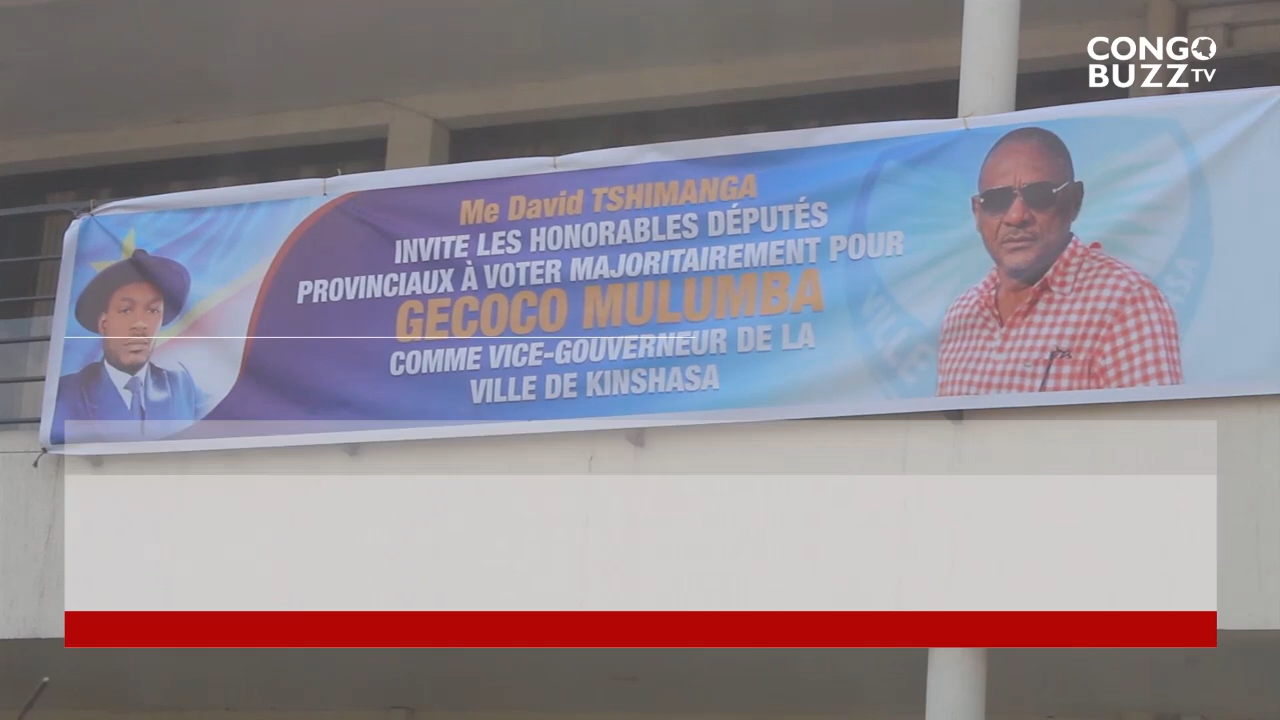 CONGO
BUZZ TV
Me David TSHIMANGA
INVITE LES HONORABLES DÉPUTÉS
PROVINCIAUX À VOTER MAJORITAIREMENT POUR
GECOCO MULUMBA
COMME VICE-GOUVERNEUR DE LA
VILLE DE KINSHASA